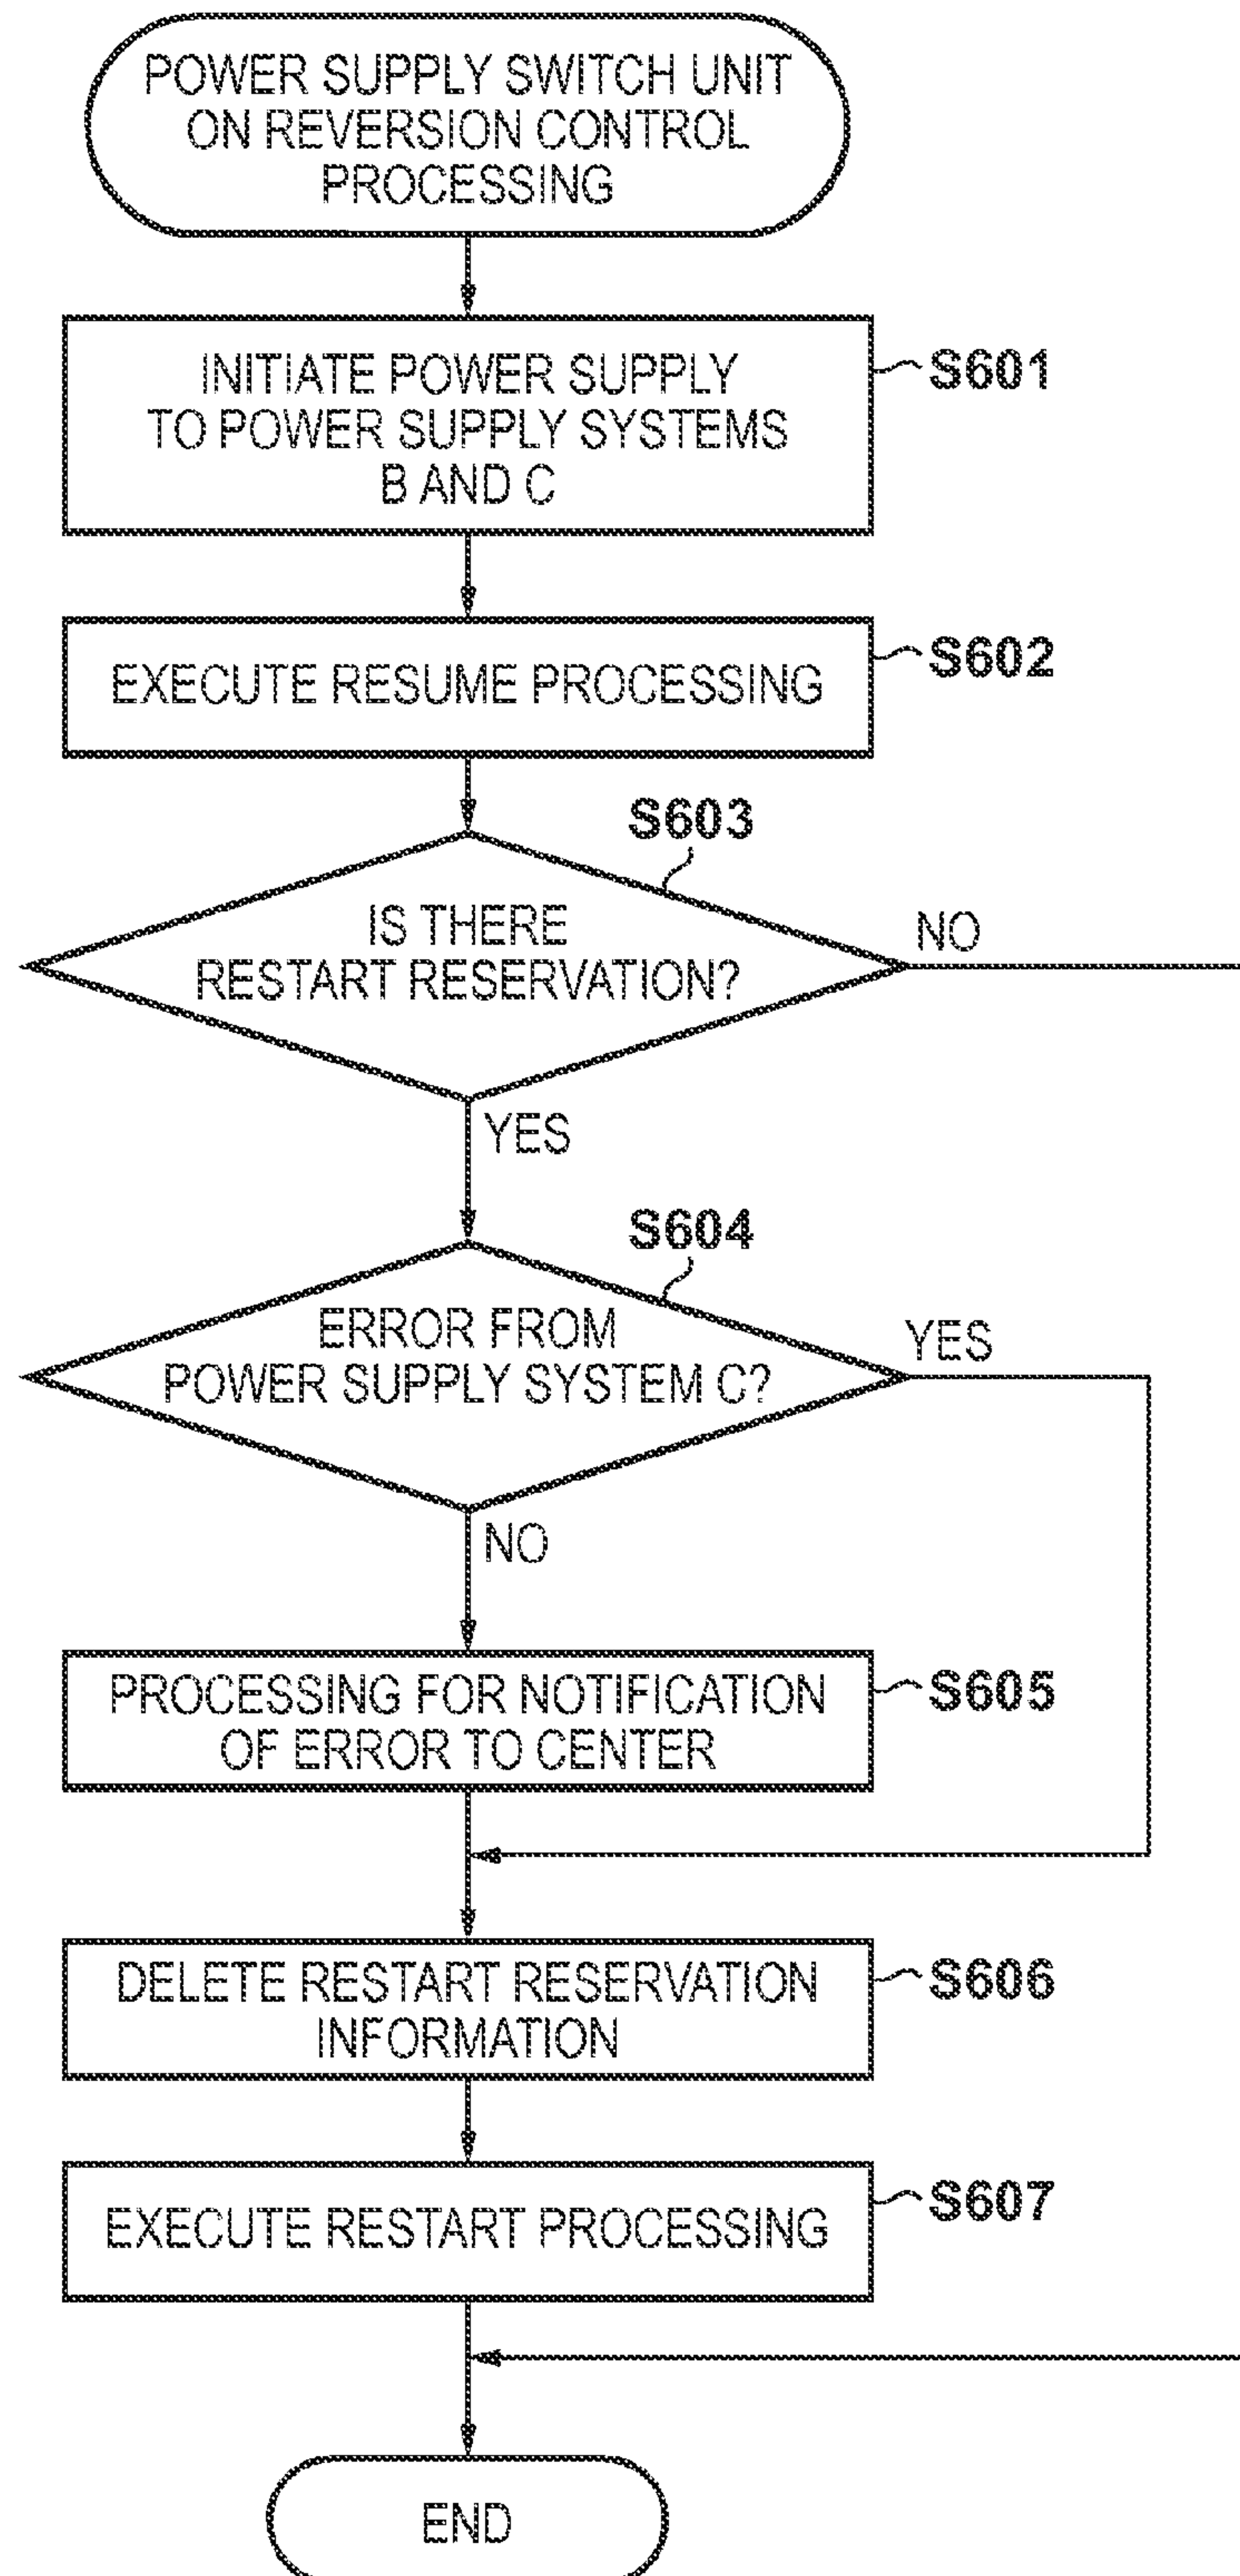 POWER SUPPLY SWITCH UNIT
ON REVERSION CONTROL
PROCESSING
INITIATE POWER SUPPLY
TO POWER SUPPLY SYSTEMS
B AND C
S601
EXECUTE RESUME PROCESSING
S602
S603
IS THERE
RESTART RESERVATION?
NO
YES
S604
ERROR FROM
POWER SUPPLY SYSTEM C?
YES
NO
PROCESSING FOR NOTIFICATION
OF ERROR TO CENTER
S605
DELETE RESTART RESERVATION
INFORMATION
S606
EXECUTE RESTART PROCESSING
S607
END